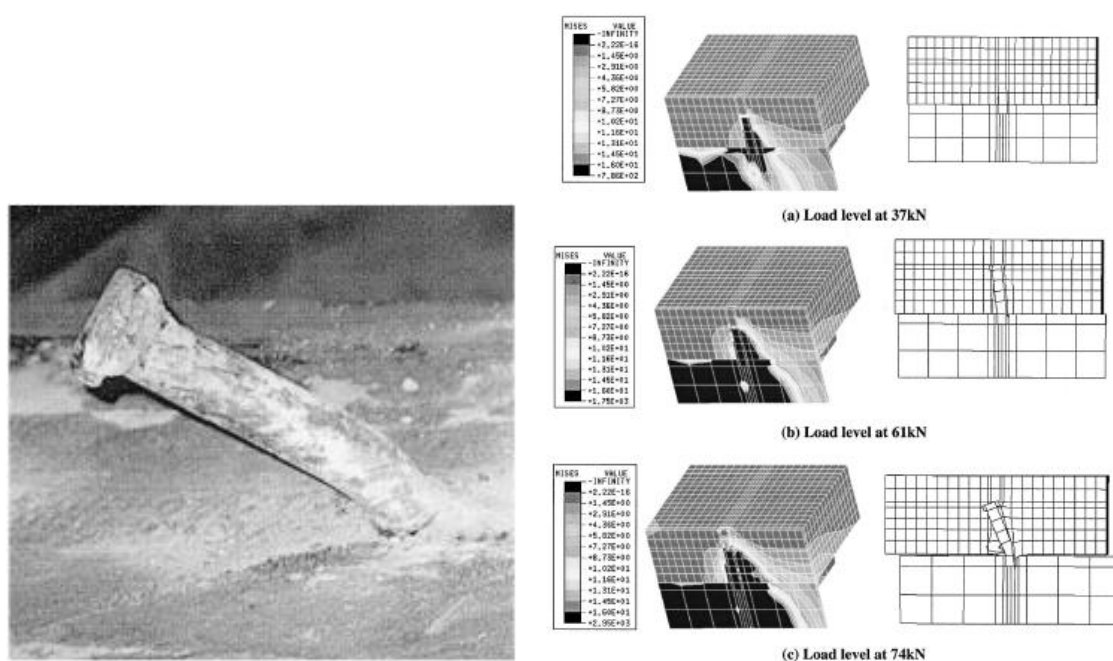 MISES VALUE
-INFINITY
+2.22E-16
+1.45E+00
+2.91E+00
+4.36E+00
+5.82E+00
+7.27E+00
+8.73E+00
+1.02E+01
+1.16E+01
+1.31E+01
+1.45E+01
+1.60E+01
+7.86E+02
(a) Load level at 37kN
MISES VALUE
-INFINITY
+2.22E-16
+1.45E+00
+2.91E+00
+4.36E+00
+5.82E+00
+7.27E+00
+8.73E+00
+1.02E+01
+1.16E+01
+1.31E+01
+1.45E+01
+1.60E+01
+1.75E+03
(b) Load level at 61kN
MISES VALUE
-INFINITY
+2.22E-16
+1.45E+00
+2.91E+00
+4.36E+00
+5.82E+00
+7.27E+00
+8.73E+00
+1.02E+01
+1.16E+01
+1.31E+01
+1.45E+01
+1.60E+01
+2.95E+03
(c) Load level at 74kN